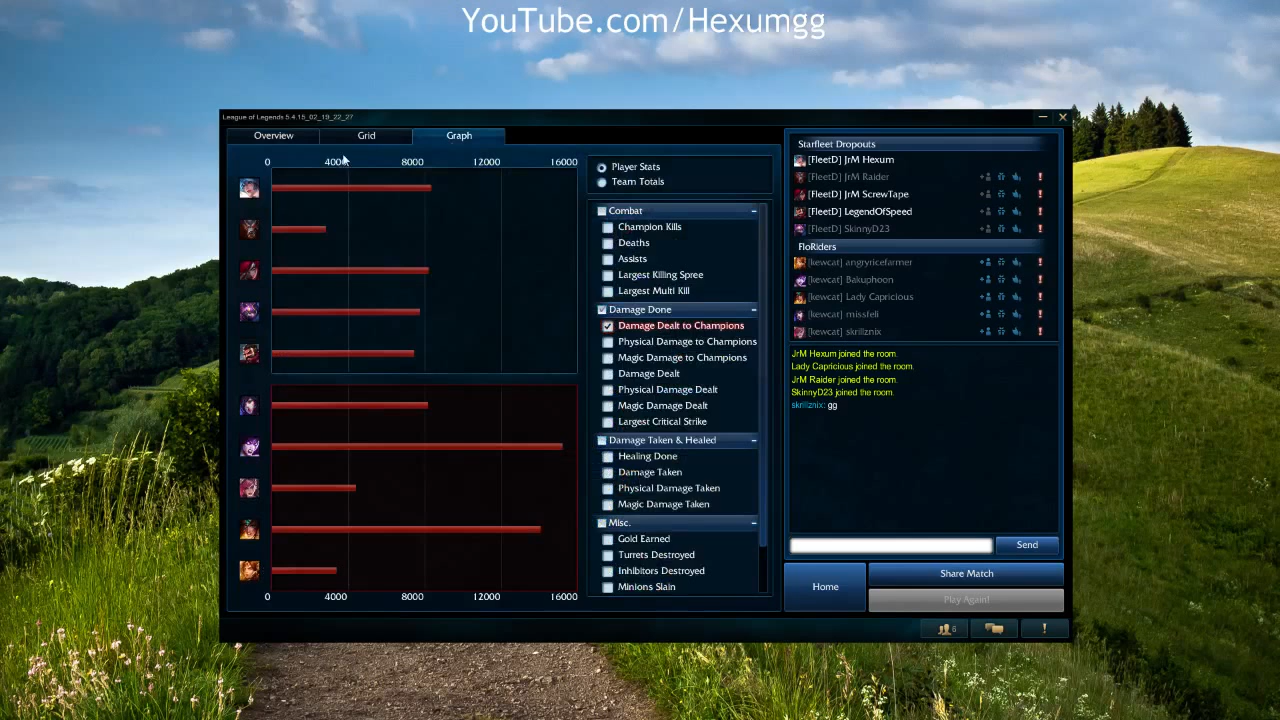 YouTube.com/Hexumgg
League of Legends 5.4.15_02_19_22_27
Overview
Grid
Graph
0 4000 8000 12000 16000
0 4000 8000 12000 16000
Player Stats
Team Totals
Combat
Champion Kills
Deaths
Assists
Largest Killing Spree
Largest Multi Kill
Damage Done
Damage Dealt to Champions
Physical Damage to Champions
Magic Damage to Champions
Damage Dealt
Physical Damage Dealt
Magic Damage Dealt
Largest Critical Strike
Damage Taken & Healed
Healing Done
Damage Taken
Physical Damage Taken
Magic Damage Taken
Misc.
Gold Earned
Turrets Destroyed
Inhibitors Destroyed
Minions Slain
Starfleet Dropouts
[FleetD] JrM Hexum
[FleetD] JrM Raider
[FleetD] JrM ScrewTape
[FleetD] LegendOfSpeed
[FleetD] SkinnyD23
FloRiders
[kewcat] angryricefarmer
[kewcat] Bakuphoon
[kewcat] Lady Capricious
[kewcat] missfeli
[kewcat] skrillznix
JrM Hexum joined the room.
Lady Capricious joined the room.
JrM Raider joined the room.
SkinnyD23 joined the room.
skrillznix: gg
Send
Home
Share Match
Play Again!
6